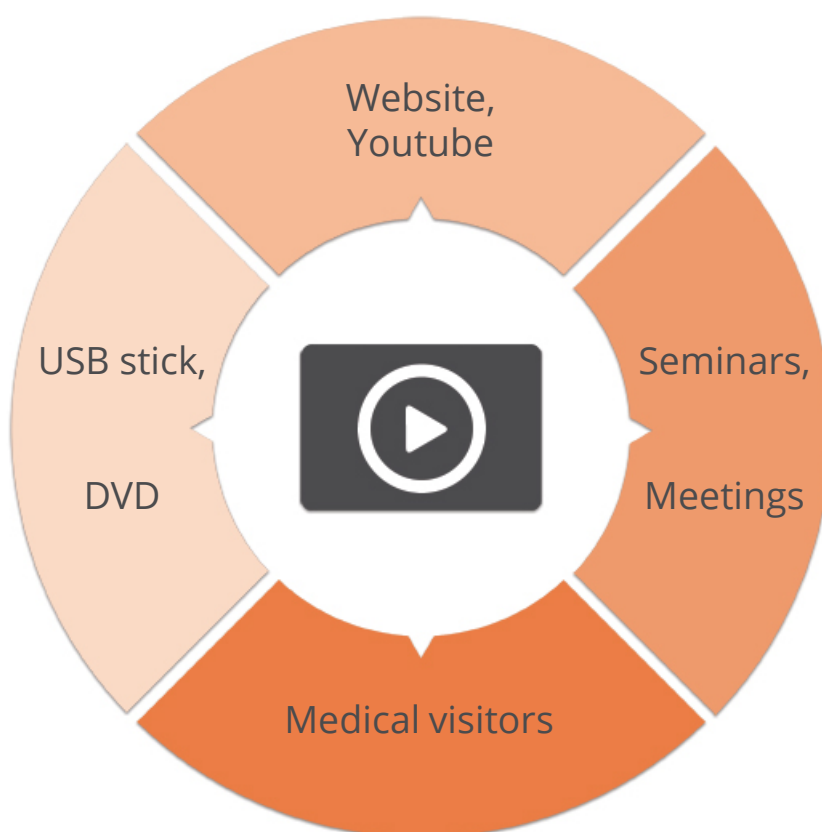 Website,
Youtube
USB stick,
DVD
Seminars,
Meetings
Medical visitors